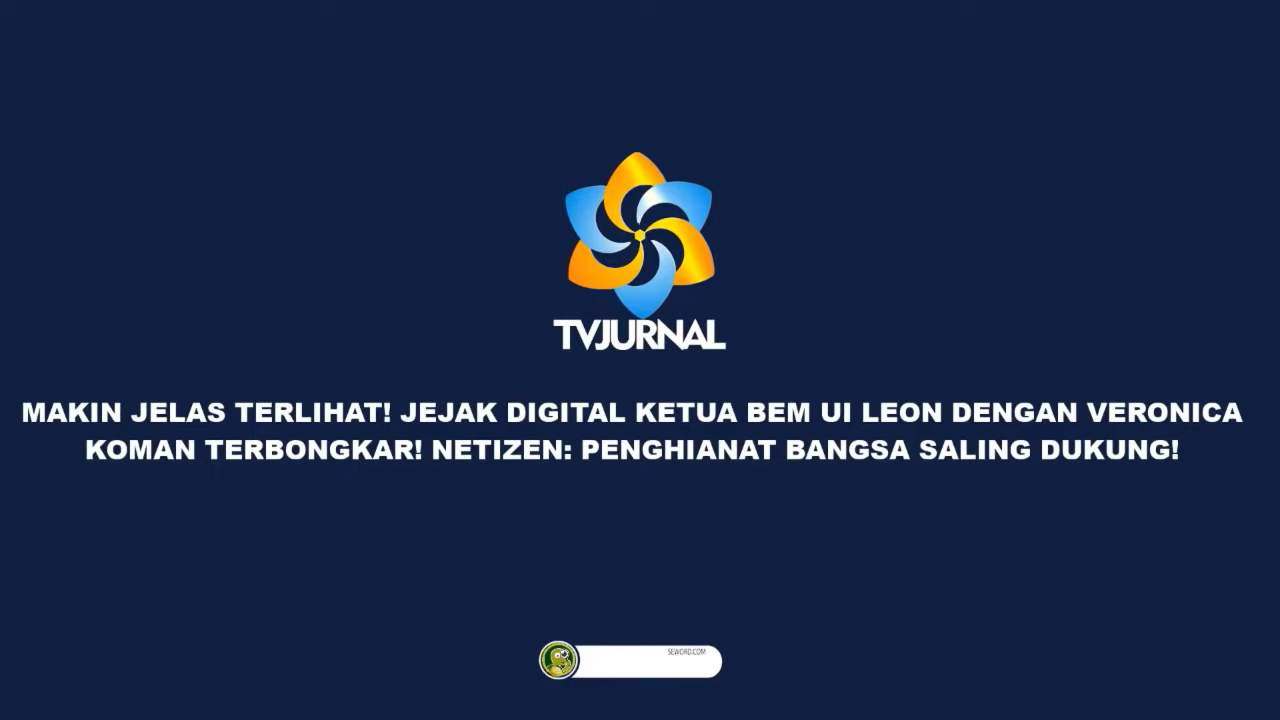 TVJURNAL
MAKIN JELAS TERLIHAT! JEJAK DIGITAL KETUA BEM UI LEON DENGAN VERONICA
KOMAN TERBONGKAR! NETIZEN: PENGHIANAT BANGSA SALING DUKUNG!
SEWORD.COM